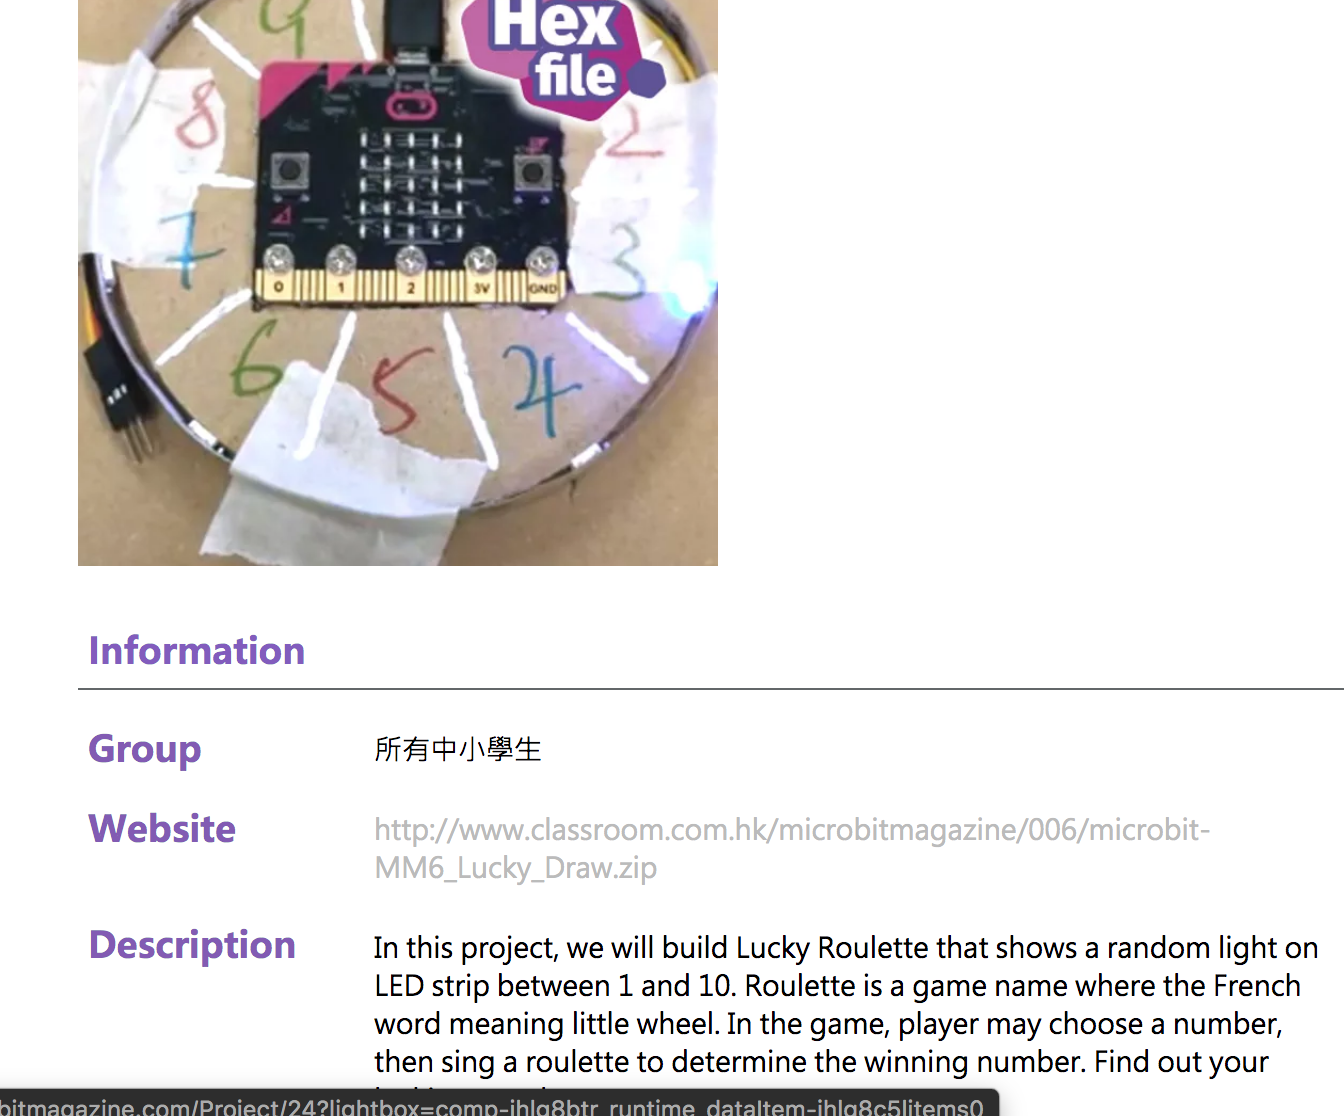 Hex
file
9
8
2
7
3
0 1 2 3V GND
6
5
4
Information
Group
所有中小學生
Website
http://www.classroom.com.hk/microbitmagazine/006/microbit-
MM6_Lucky_Draw.zip
Description
In this project, we will build Lucky Roulette that shows a random light on
LED strip between 1 and 10. Roulette is a game name where the French
word meaning little wheel. In the game, player may choose a number,
then sing a roulette to determine the winning number. Find out your
bitmagazine.com/Project/24?lightbox=comp-jhlg8btr_runtime_dataItem-jhlg8c5litems0